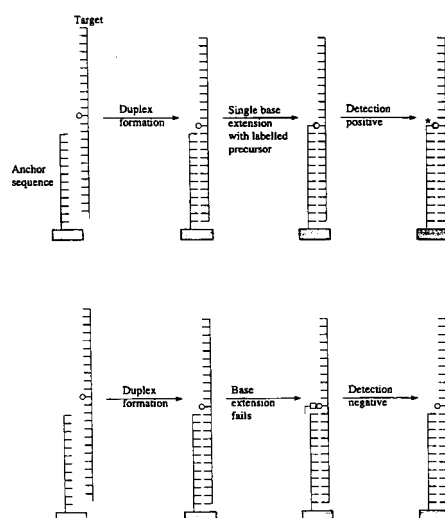 Target
Duplex
formation
Single base
extension
with labelled
precursor
Detection
positive
*
Anchor
sequence
Duplex
formation
Base
extension
fails
Detection
negative